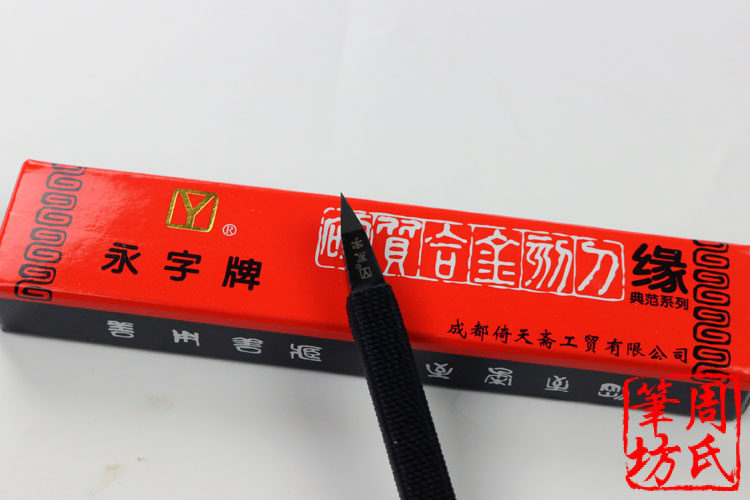 Y®
永字牌
硬質合金刻刀
缘
典范系列
成都倚天斋工贸有限公司
周氏
筆坊